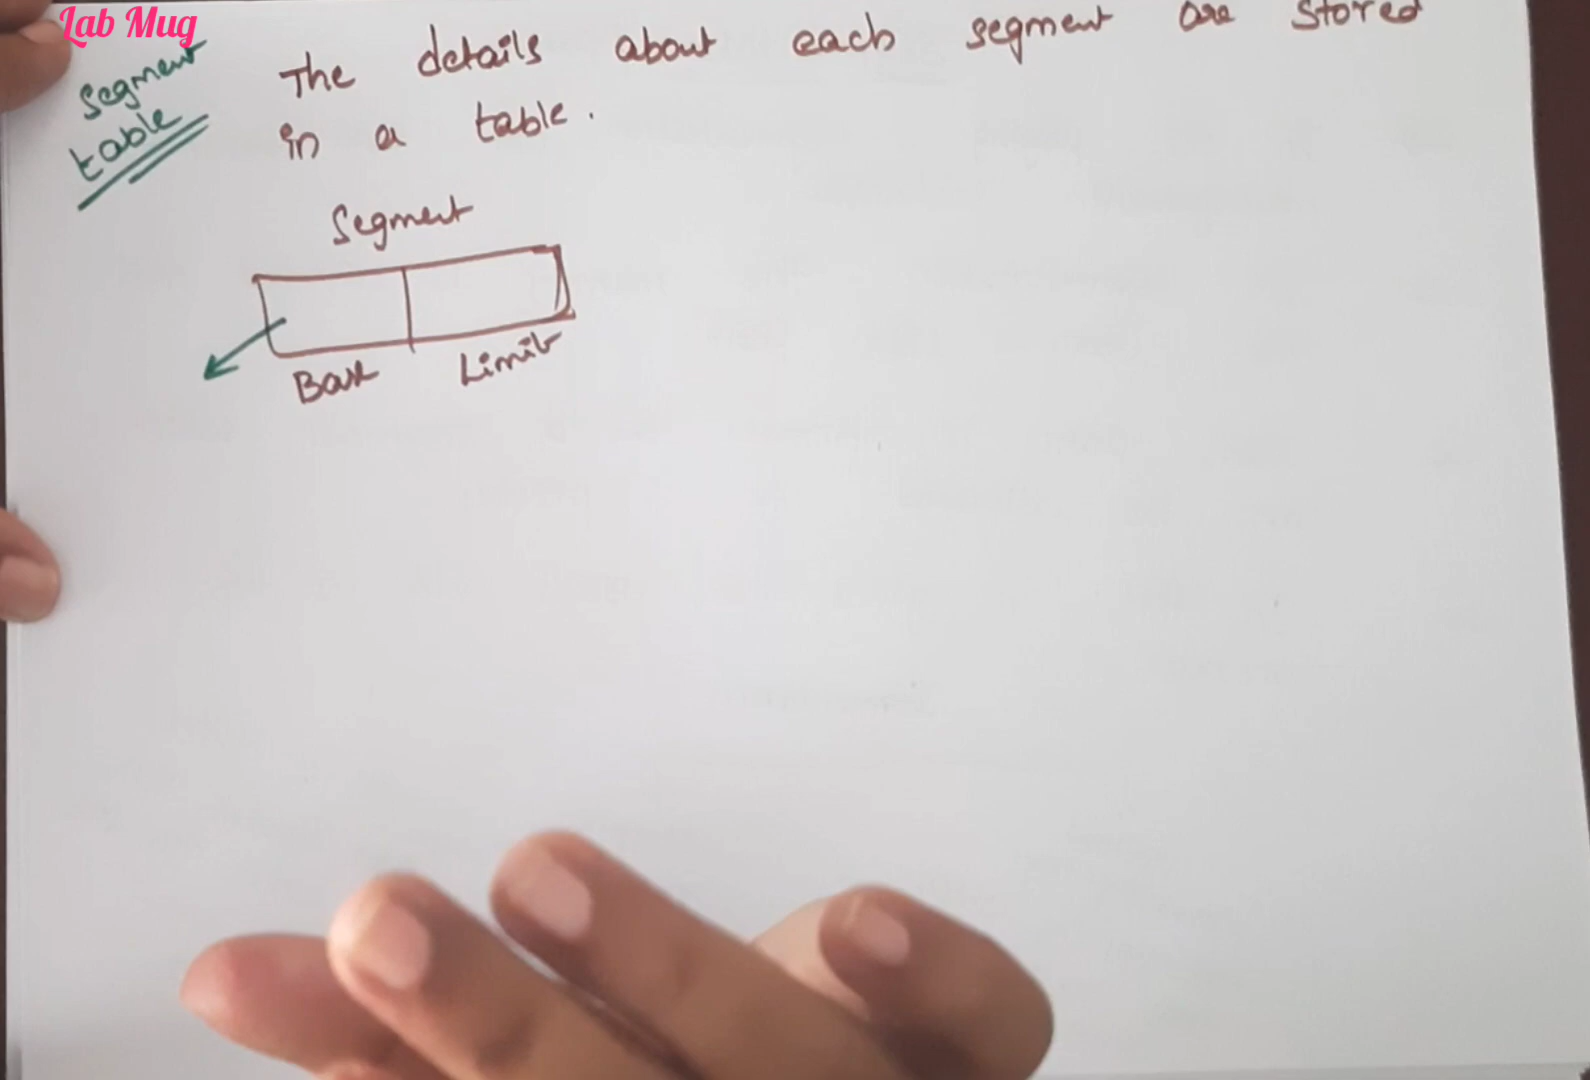 Lab Mug
Segment
table
The details about each segment are stored
in a table.
Segment
Base Limit